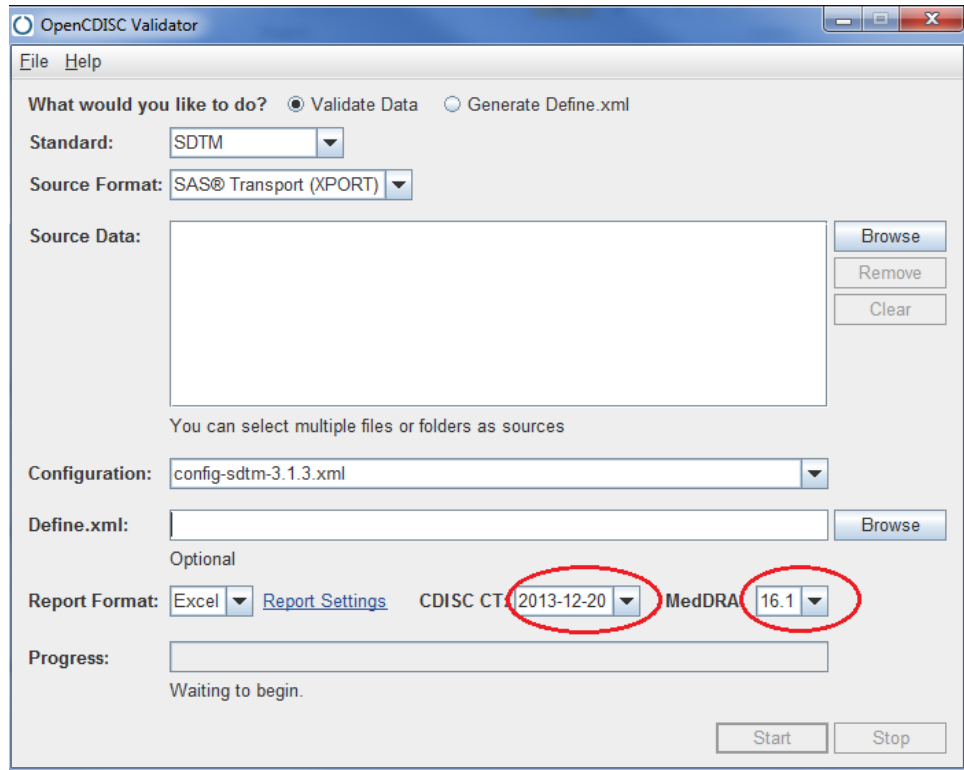 OpenCDISC Validator
File Help
What would you like to do? Validate Data Generate Define.xml
Standard: SDTM
Source Format: SAS® Transport (XPORT)
Source Data: Browse
Remove
Clear
You can select multiple files or folders as sources
Configuration: config-sdtm-3.1.3.xml
Define.xml: Browse
Optional
Report Format: Excel Report Settings CDISC CT: 2013-12-20 MedDRA 16.1
Progress:
Waiting to begin.
Start Stop